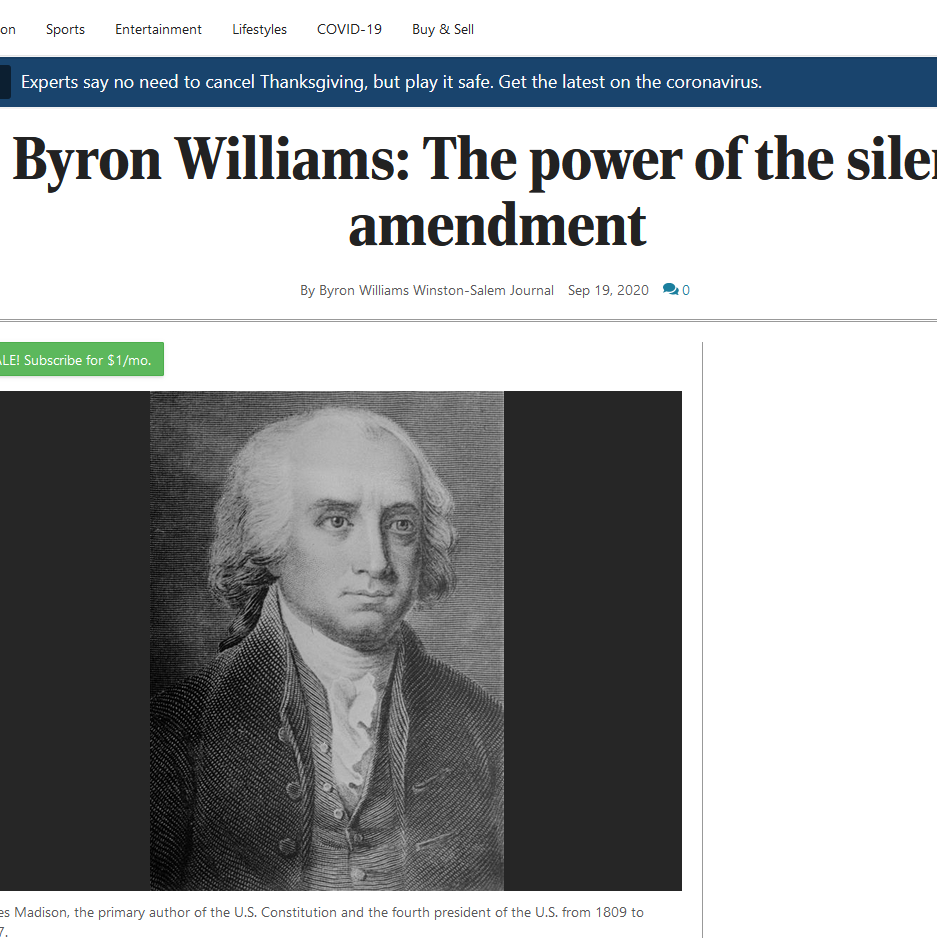 on Sports Entertainment Lifestyles COVID-19 Buy & Sell
Experts say no need to cancel Thanksgiving, but play it safe. Get the latest on the coronavirus.
Byron Williams: The power of the sile
amendment
By Byron Williams Winston-Salem Journal Sep 19, 2020 0
ALE! Subscribe for $1/mo.
es Madison, the primary author of the U.S. Constitution and the fourth president of the U.S. from 1809 to
7.